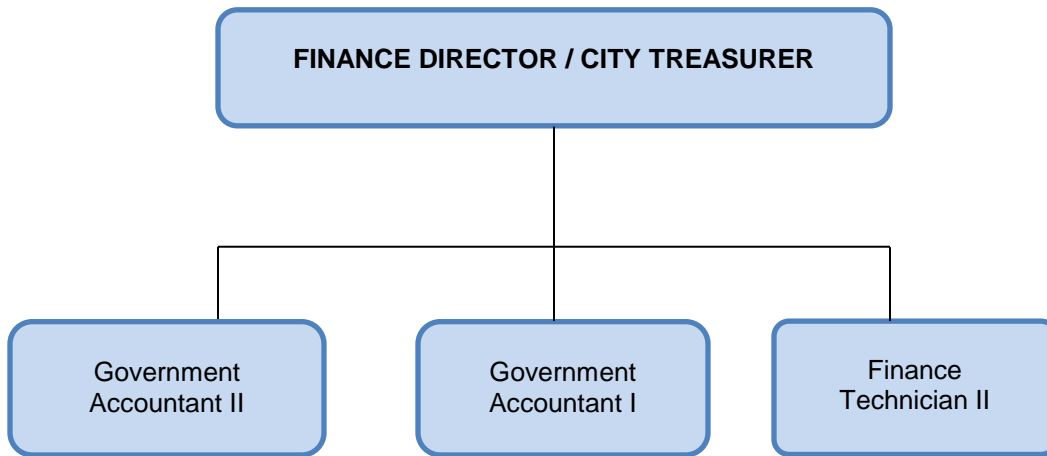 FINANCE DIRECTOR / CITY TREASURER
Government
Accountant II
Government
Accountant I
Finance
Technician II